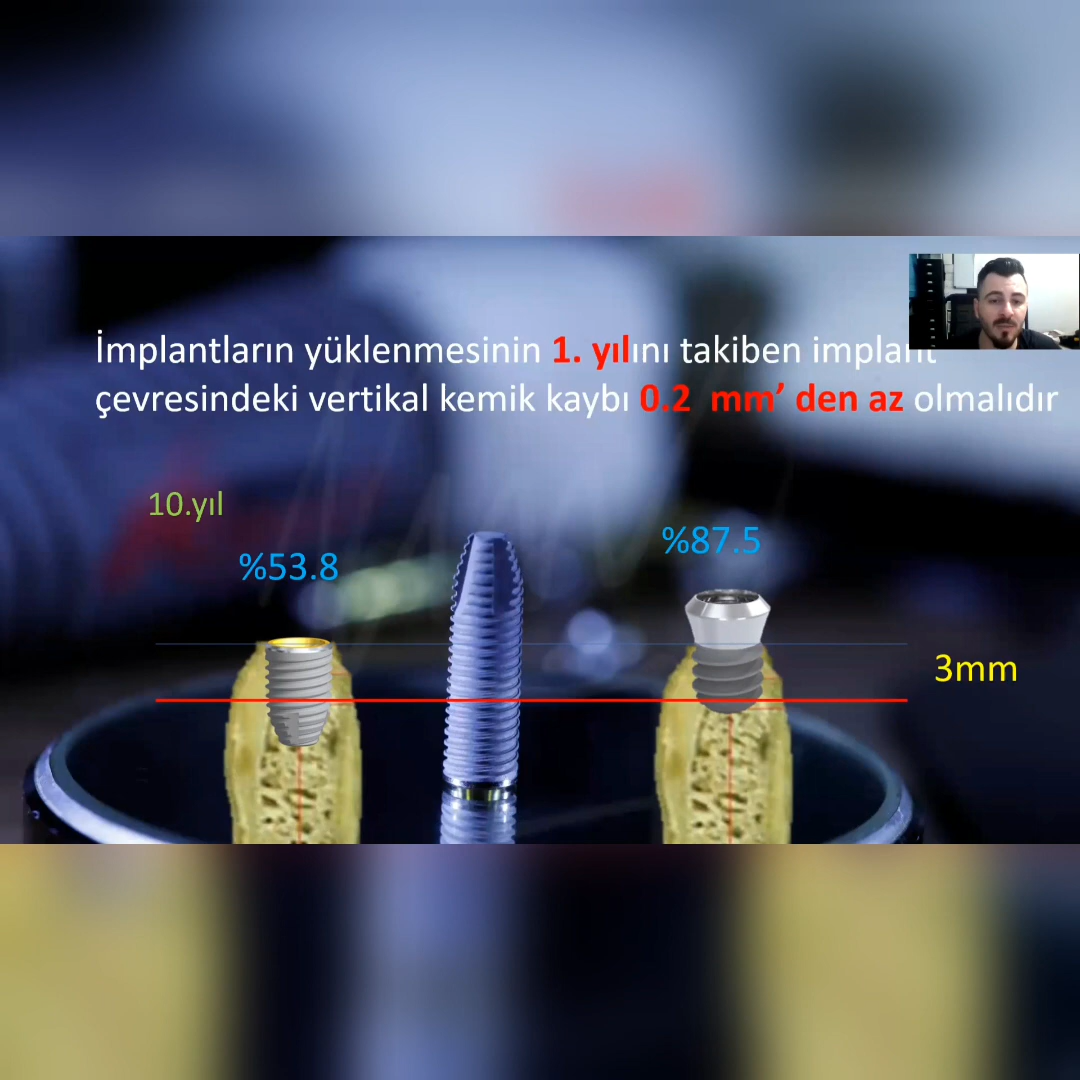 İmplantların yüklenmesinin 1. yılını takiben implant
çevresindeki vertikal kemik kaybı 0.2 mm’ den az olmalıdır
10.yıl
%53.8
%87.5
3mm